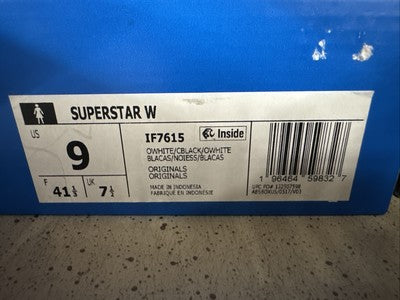 SUPERSTAR W
US
9
F
41⅓
UK
7½
IF7615
Inside
OWHITE/CBLACK/OWHITE
BLACAS/NOIESS/BLACAS
ORIGINALS
ORIGINALS
MADE IN INDONESIA
FABRIQUÉ EN INDONESIE
1 96464 59832 7